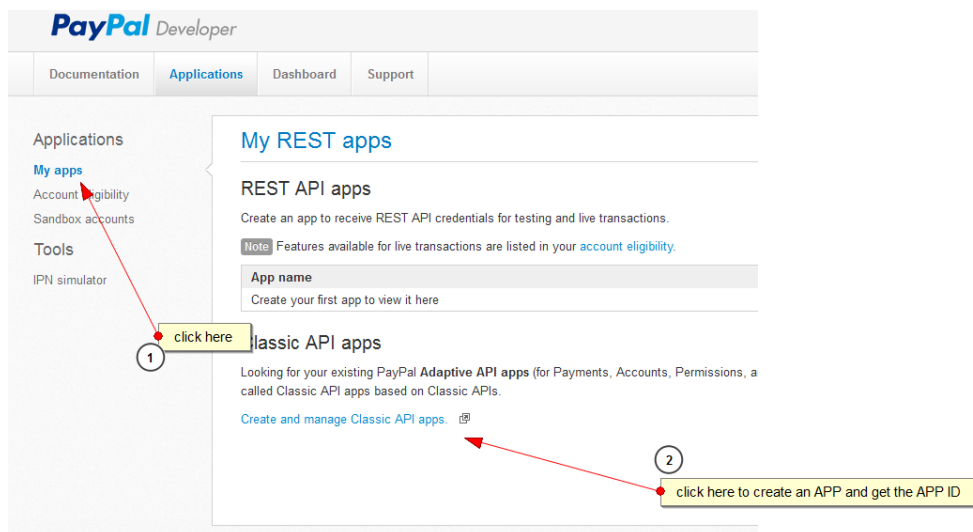 PayPal Developer
Documentation Applications Dashboard Support
Applications
My apps
Account eligibility
Sandbox accounts
Tools
IPN simulator
My REST apps
REST API apps
Create an app to receive REST API credentials for testing and live transactions.
Note Features available for live transactions are listed in your account eligibility.
App name
Create your first app to view it here
click here
1
Classic API apps
Looking for your existing PayPal Adaptive API apps (for Payments, Accounts, Permissions,
called Classic API apps based on Classic APIs.
Create and manage Classic API apps.
2
click here to create an APP and get the APP ID